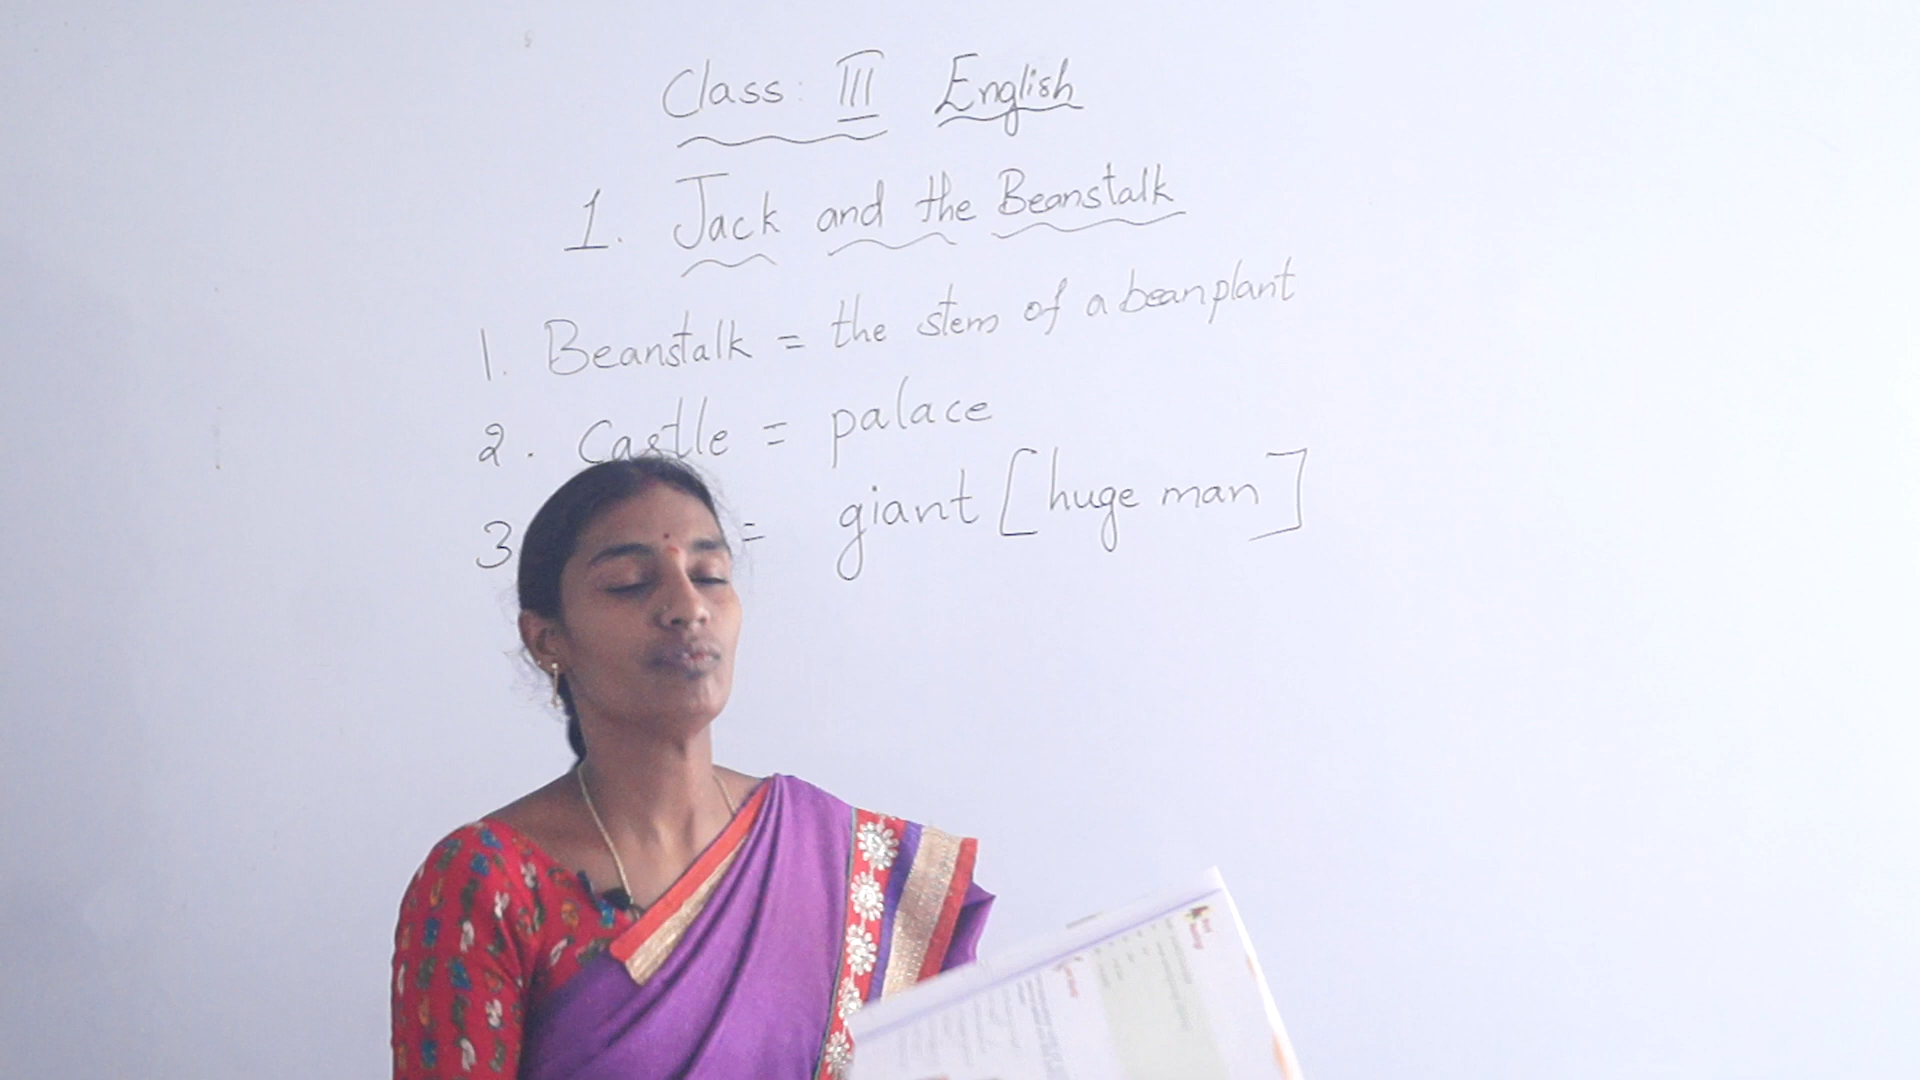 Class: III English
1. Jack and the Beanstalk
1. Beanstalk = the stem of a beanplant
2. Castle = palace
3 = giant [huge man]